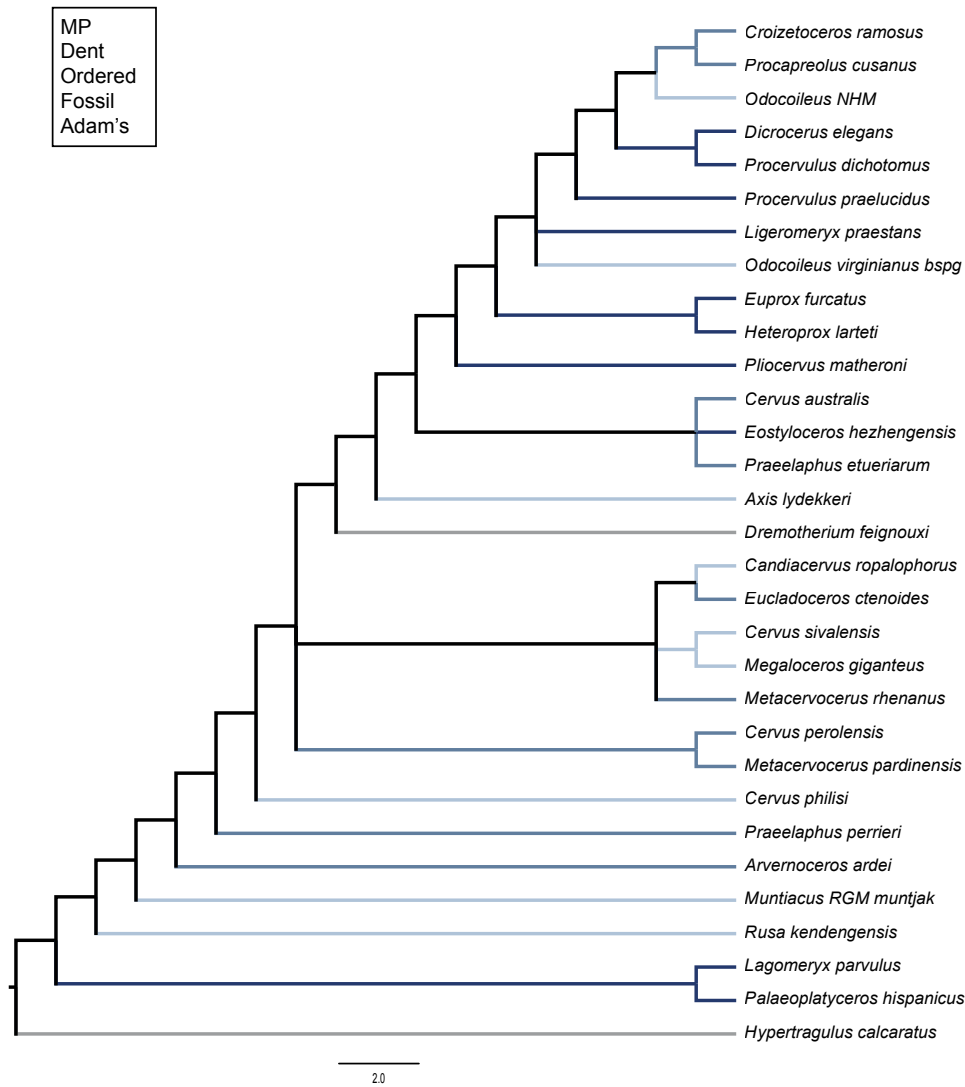 MP
Dent
Ordered
Fossil
Adam's
Croizetoceros ramosus
Procapreolus cusanus
Odocoileus NHM
Dicrocerus elegans
Procervulus dichotomus
Procervulus praelucidus
Ligeromeryx praestans
Odocoileus virginianus bspg
Euprox furcatus
Heteroprox larteti
Pliocervus matheroni
Cervus australis
Eostyloceros hezhengensis
Praeelaphus etueriarum
Axis lydekkeri
Dremotherium feignouxi
Candiacervus ropalophorus
Eucladoceros ctenoides
Cervus sivalensis
Megaloceros giganteus
Metacervocerus rhenanus
Cervus perolensis
Metacervocerus pardinensis
Cervus philisi
Praeelaphus perrieri
Arvernoceros ardei
Muntiacus RGM muntjak
Rusa kendengensis
Lagomeryx parvulus
Palaeoplatyceros hispanicus
Hypertragulus calcaratus
2.0